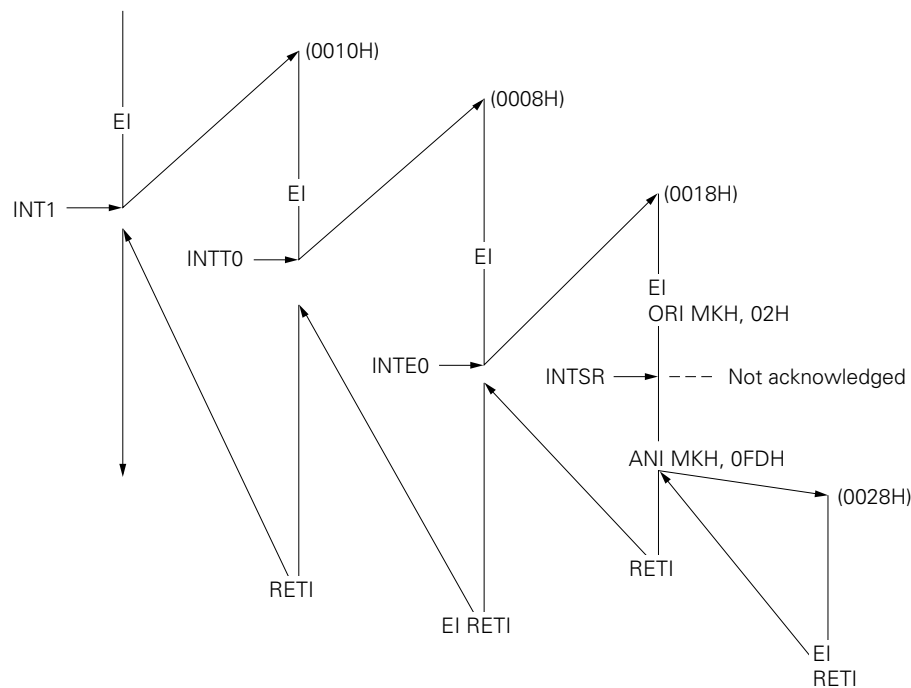 (0010H)
(0008H)
EI
(0018H)
EI
INT1
INTT0
EI
EI
ORI MKH, 02H
INTE0
INTSR
Not acknowledged
ANI MKH, 0FDH
(0028H)
RETI
RETI
EI RETI
EI
RETI